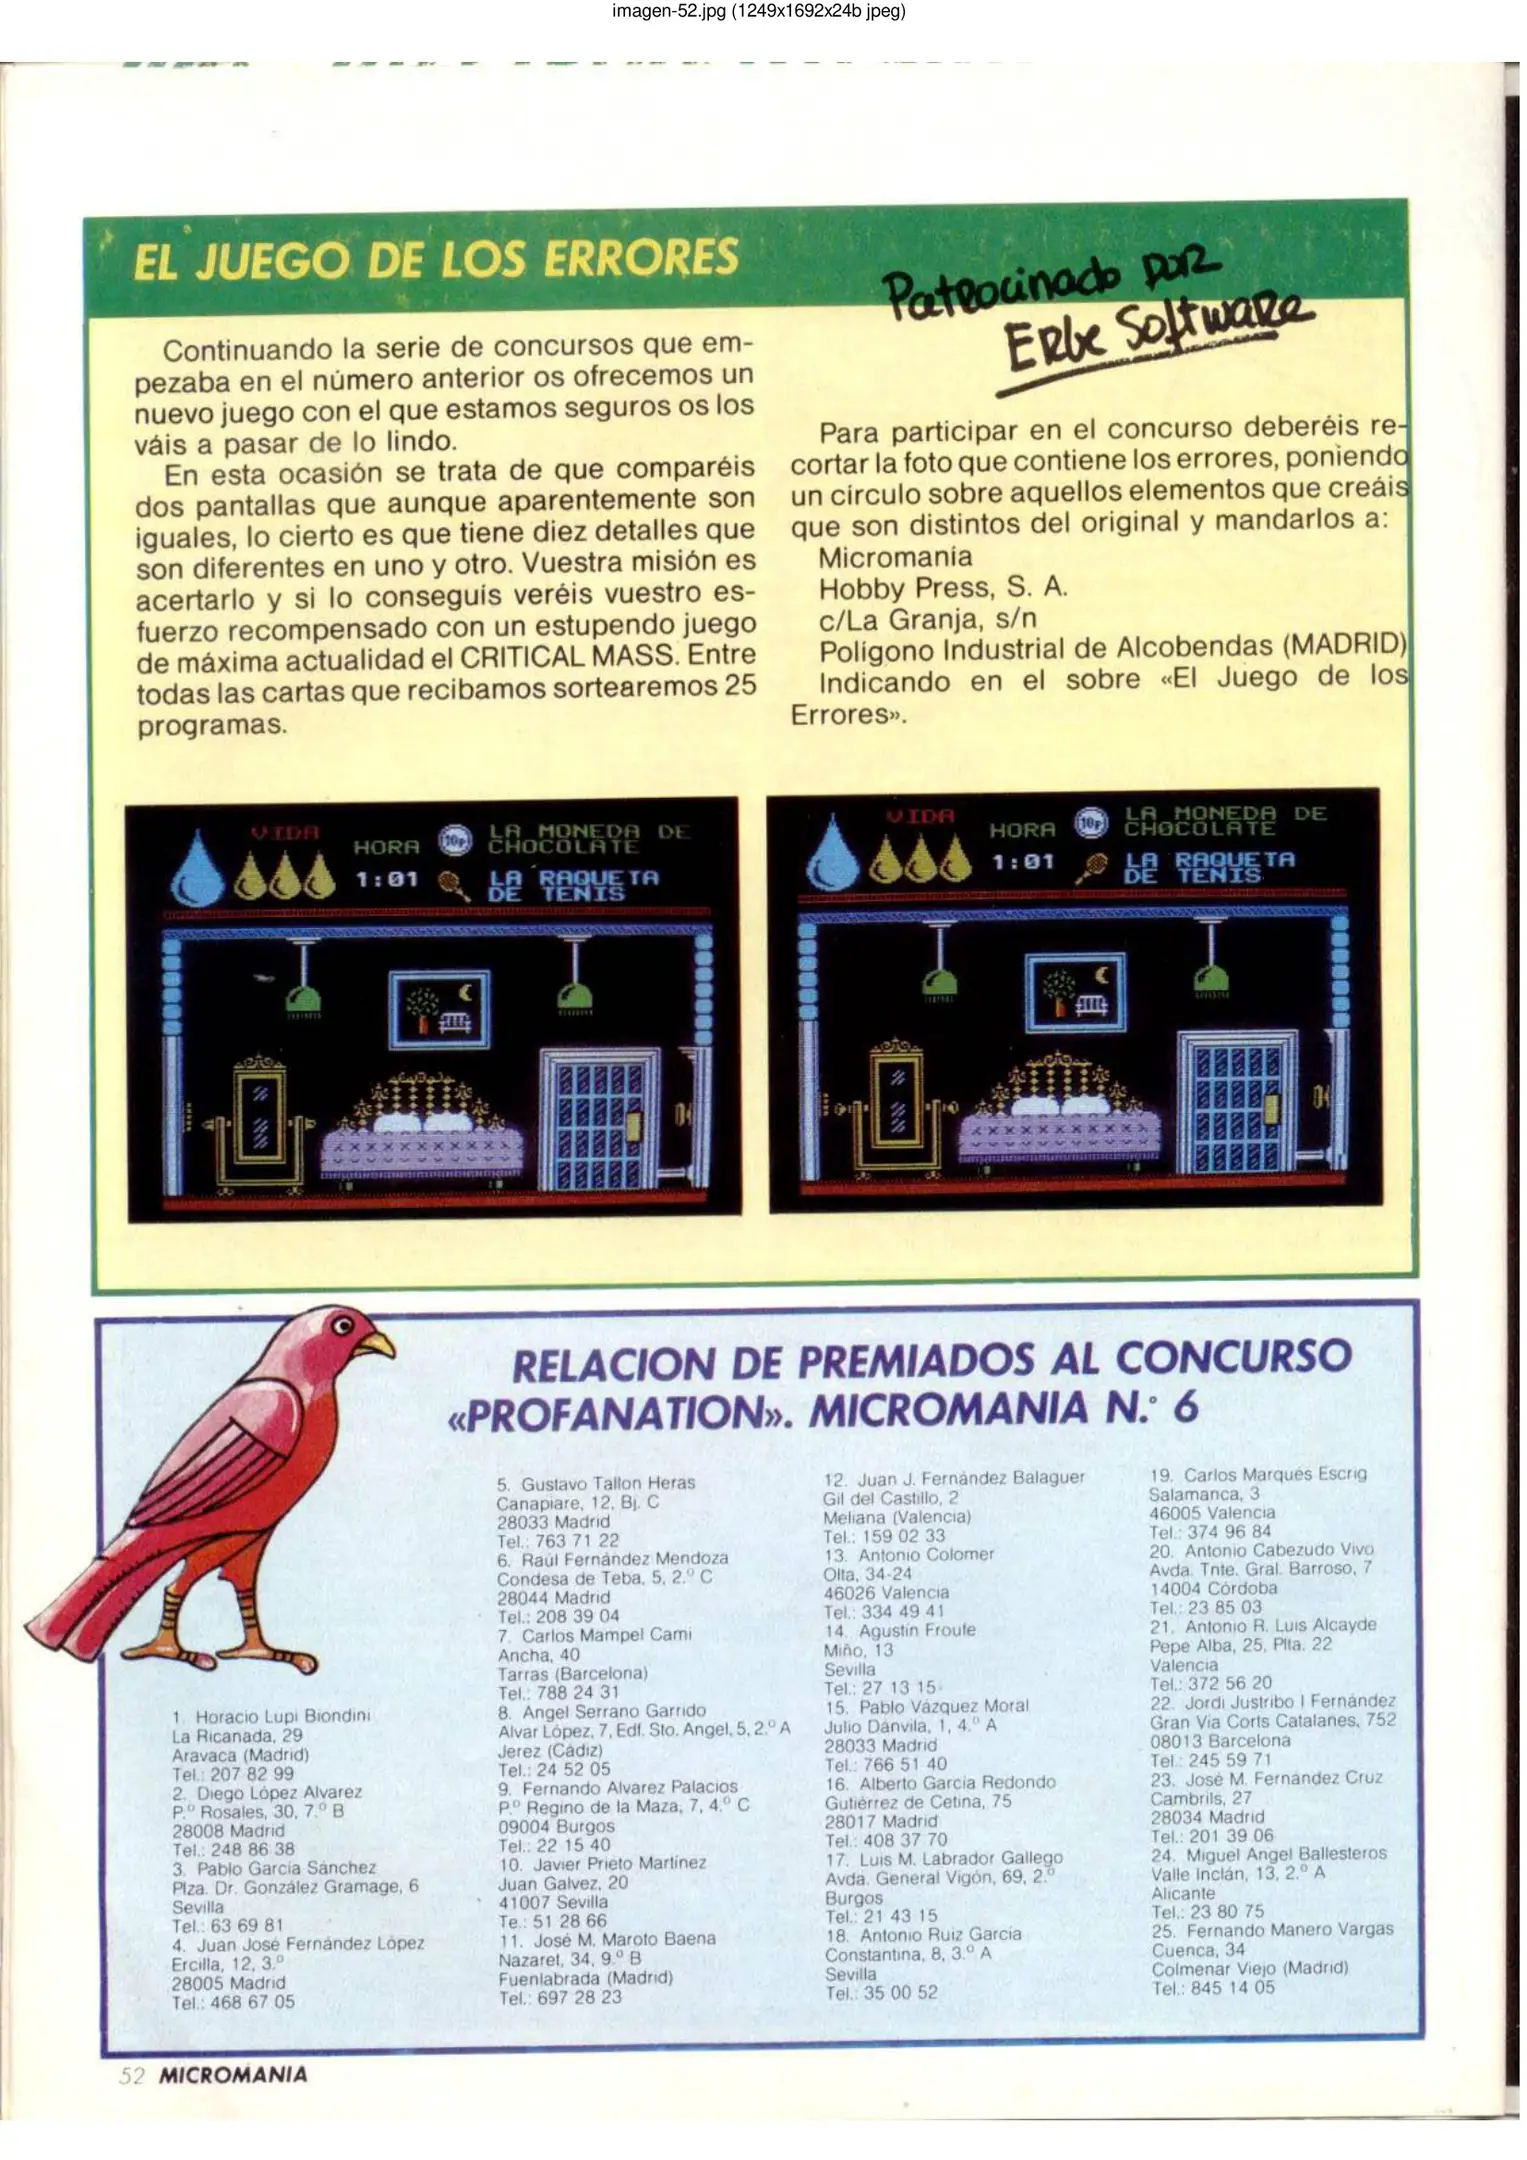 imagen-52.jpg (1249x1692x24b jpeg)
EL JUEGO DE LOS ERRORES
Patrocinado por
Erbe Software
Continuando la serie de concursos que em-
pezaba en el número anterior os ofrecemos un
nuevo juego con el que estamos seguros os los
váis a pasar de lo lindo.
En esta ocasión se trata de que comparéis
dos pantallas que aunque aparentemente son
iguales, lo cierto es que tiene diez detalles que
son diferentes en uno y otro. Vuestra misión es
acertarlo y si lo conseguis veréis vuestro es-
fuerzo recompensado con un estupendo juego
de máxima actualidad el CRITICAL MASS. Entre
todas las cartas que recibamos sortearemos 25
programas.
Para participar en el concurso deberéis re-
cortar la foto que contiene los errores, poniendo
un circulo sobre aquellos elementos que creáis
que son distintos del original y mandarlos a:
Micromanía
Hobby Press, S. A.
c/La Granja, s/n
Poligono Industrial de Alcobendas (MADRID)
Indicando en el sobre «El Juego de los
Errores».
VIDA
HORA
1:01
10p
LA MONEDA DE
CHOCOLATE
LA RAQUETA
DE TENIS
VIDA
HORA
1:01
10p
LA MONEDA DE
CHOCOLATE
LA RAQUETA
DE TENIS
RELACION DE PREMIADOS AL CONCURSO
«PROFANATION». MICROMANIA N.º 6
1. Horacio Lupi Biondini
La Ricanada, 29
Aravaca (Madrid)
Tel.: 207 82 99
2. Diego López Alvarez
P.º Rosales, 30, 7.º B
28008 Madrid
Tel.: 248 86 38
3. Pablo García Sánchez
Plza. Dr. González Gramage, 6
Sevilla
Tel.: 63 69 81
4. Juan José Fernández López
Ercilla, 12, 3.º
28005 Madrid
Tel.: 468 67 05
5. Gustavo Tallon Heras
Canapiare, 12, Bj. C
28033 Madrid
Tel.: 763 71 22
6. Raúl Fernández Mendoza
Condesa de Teba, 5, 2.º C
28044 Madrid
Tel.: 208 39 04
7. Carlos Mampel Cami
Ancha, 40
Tarras (Barcelona)
Tel.: 788 24 31
8. Angel Serrano Garrido
Alvar López, 7, Edf. Sto. Angel, 5, 2.º A
Jerez (Cádiz)
Tel.: 24 52 05
9. Fernando Alvarez Palacios
P.º Regino de la Maza, 7, 4.º C
09004 Burgos
Tel.: 22 15 40
10. Javier Prieto Martínez
Juan Galvez, 20
41007 Sevilla
Te.: 51 28 66
11. José M. Maroto Baena
Nazaret, 34, 9.º B
Fuenlabrada (Madrid)
Tel.: 697 28 23
12. Juan J. Fernández Balaguer
Gil del Castillo, 2
Meliana (Valencia)
Tel.: 159 02 33
13. Antonio Colomer
Olta, 34-24
46026 Valencia
Tel.: 334 49 41
14. Agustín Froufe
Miño, 13
Sevilla
Tel.: 27 13 15
15. Pablo Vázquez Moral
Julio Dánvila, 1, 4.º A
28033 Madrid
Tel.: 766 51 40
16. Alberto García Redondo
Gutiérrez de Cetina, 75
28017 Madrid
Tel.: 408 37 70
17. Luis M. Labrador Gallego
Avda. General Vigón, 69, 2.º
Burgos
Tel.: 21 43 15
18. Antonio Ruiz García
Constantina, 8, 3.º A
Sevilla
Tel.: 35 00 52
19. Carlos Marqués Escrig
Salamanca, 3
46005 Valencia
Tel.: 374 96 84
20. Antonio Cabezudo Vivo
Avda. Tnte. Gral. Barroso, 7
14004 Córdoba
Tel.: 23 85 03
21. Antonio R. Luis Alcayde
Pepe Alba, 25, Plta. 22
Valencia
Tel.: 372 56 20
22. Jordi Justribo I Fernández
Gran Via Corts Catalanes, 752
08013 Barcelona
Tel.: 245 59 71
23. José M. Fernández Cruz
Cambrils, 27
28034 Madrid
Tel.: 201 39 06
24. Miguel Angel Ballesteros
Valle Inclán, 13, 2.º A
Alicante
Tel.: 23 80 75
25. Fernando Manero Vargas
Cuenca, 34
Colmenar Viejo (Madrid)
Tel.: 845 14 05
52 MICROMANIA